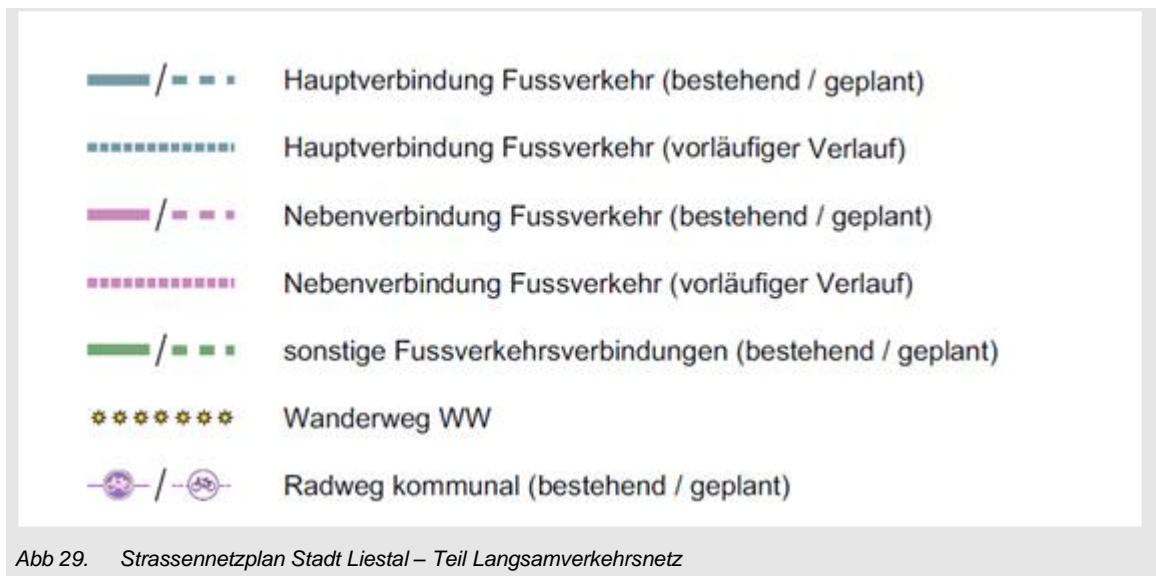 Hauptverbindung Fussverkehr (bestehend / geplant)
Hauptverbindung Fussverkehr (vorläufiger Verlauf)
Nebenverbindung Fussverkehr (bestehend / geplant)
Nebenverbindung Fussverkehr (vorläufiger Verlauf)
sonstige Fussverkehrsverbindungen (bestehend / geplant)
Wanderweg WW
Radweg kommunal (bestehend / geplant)
Abb 29. Strassennetzplan Stadt Liestal – Teil Langsamverkehrsnetz